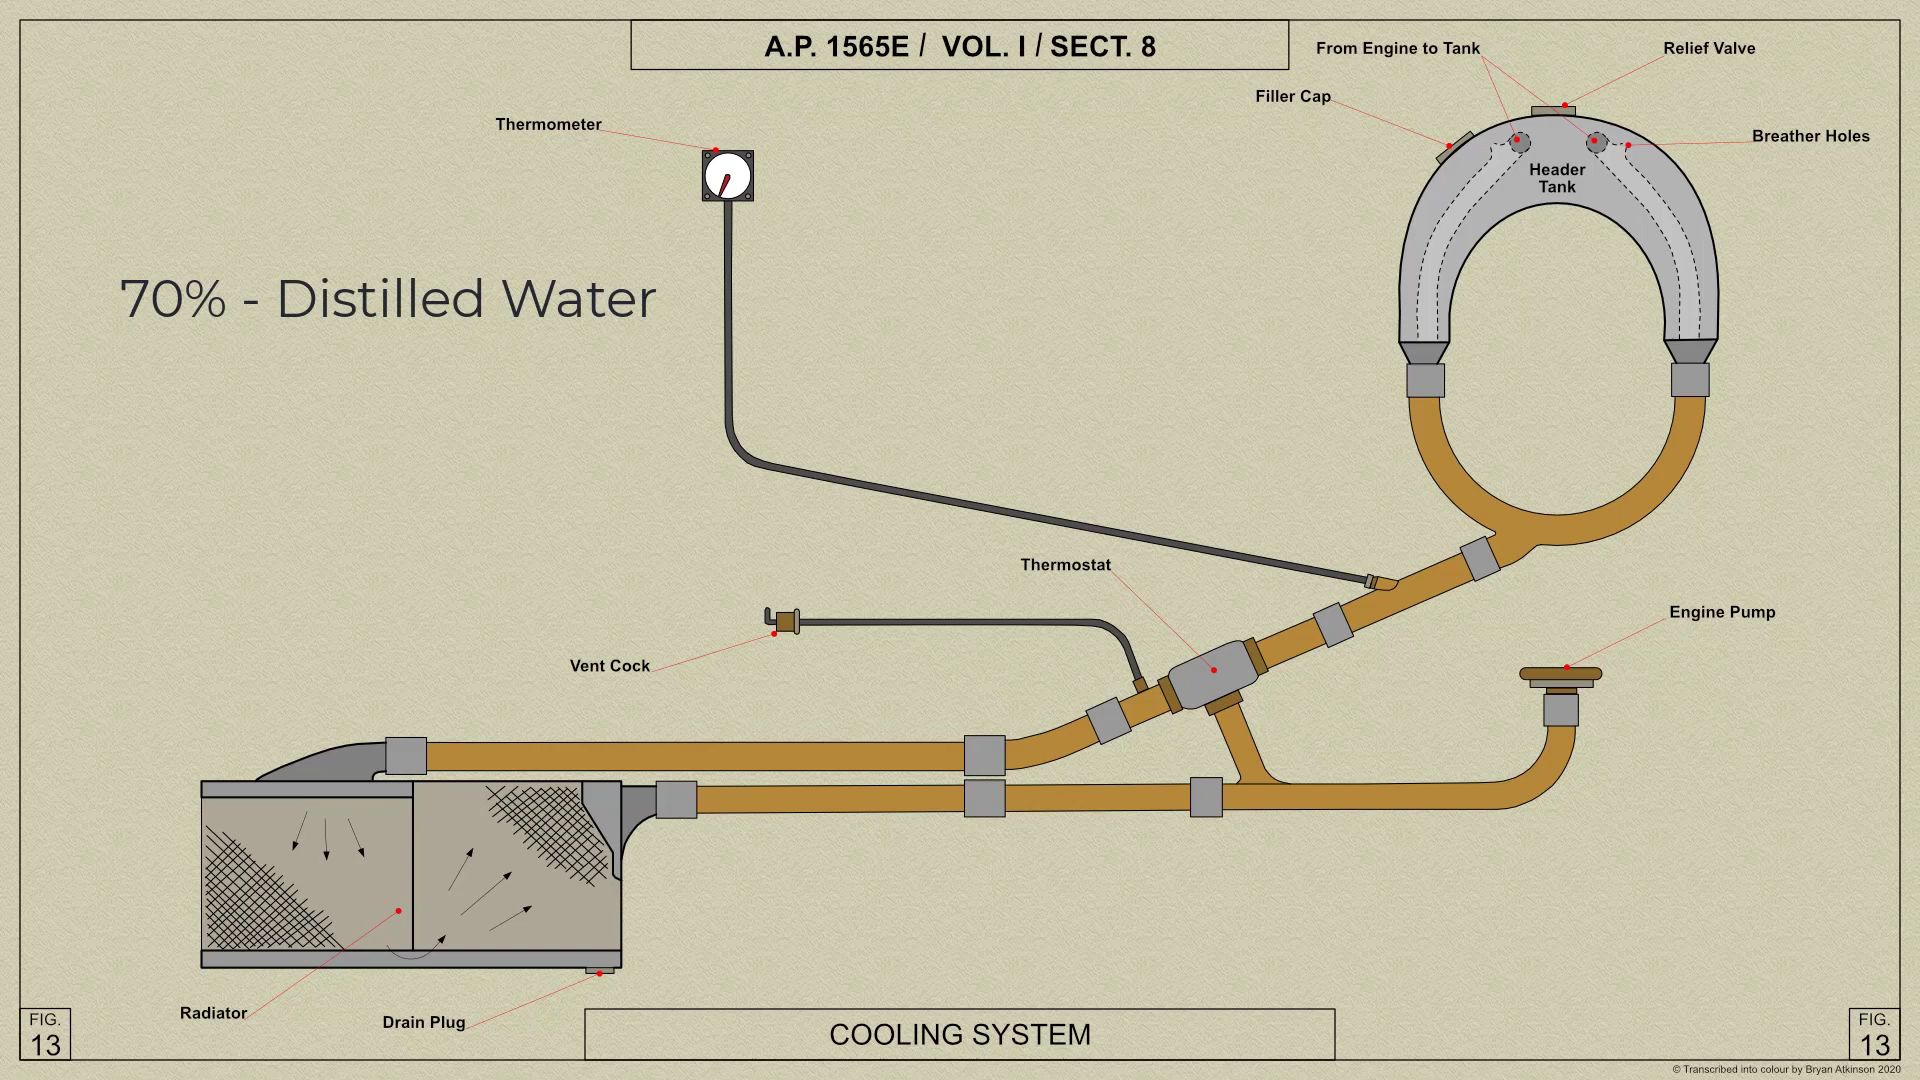 A.P. 1565E / VOL. I / SECT. 8
From Engine to Tank
Relief Valve
Filler Cap
Thermometer
Breather Holes
Header
Tank
70% - Distilled Water
Thermostat
Engine Pump
Vent Cock
Radiator
Drain Plug
FIG.
13
COOLING SYSTEM
FIG.
13
© Transcribed into colour by Bryan Atkinson 2020